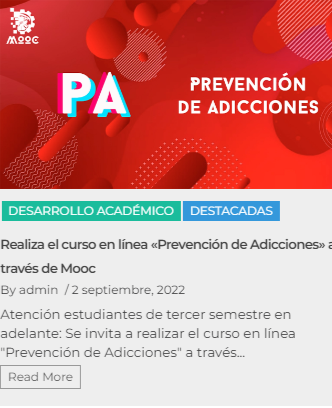 MOOC
PA
PREVENCIÓN
DE ADICCIONES
DESARROLLO ACADÉMICO DESTACADAS
Realiza el curso en línea «Prevención de Adicciones» a
través de Mooc
By admin / 2 septiembre, 2022
Atención estudiantes de tercer semestre en
adelante: Se invita a realizar el curso en línea
"Prevención de Adicciones" a través...
Read More